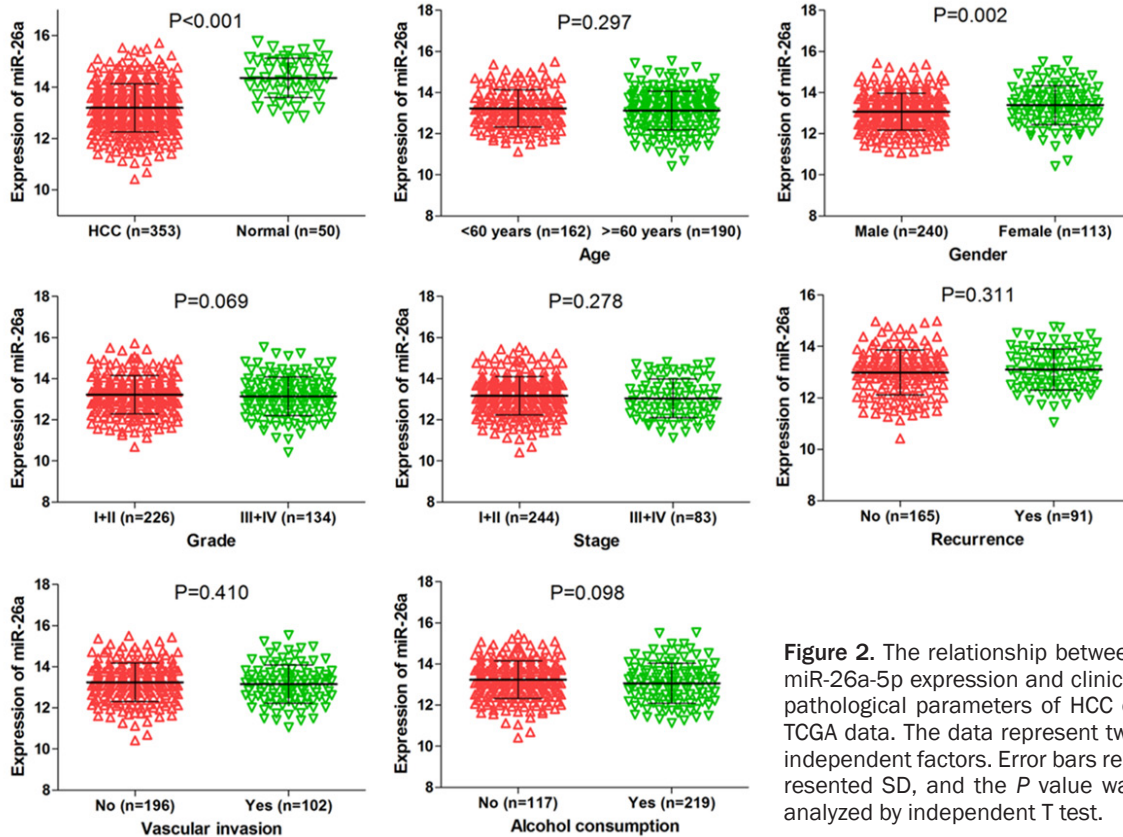 P<0.001
Expression of miR-26a
16
14
12
10
HCC (n=353) Normal (n=50)
P=0.297
Expression of miR-26a
18
16
14
12
10
8
<60 years (n=162) >=60 years (n=190)
Age
P=0.002
Expression of miR-26a
18
16
14
12
10
8
Male (n=240) Female (n=113)
Gender
P=0.069
Expression of miR-26a
18
16
14
12
10
8
I+II (n=226) III+IV (n=134)
Grade
P=0.278
Expression of miR-26a
18
16
14
12
10
8
I+II (n=244) III+IV (n=83)
Stage
P=0.311
Expression of miR-26a
16
14
12
10
8
No (n=165) Yes (n=91)
Recurrence
P=0.410
Expression of miR-26a
18
16
14
12
10
8
No (n=196) Yes (n=102)
Vascular invasion
P=0.098
Expression of miR-26a
18
16
14
12
10
8
No (n=117) Yes (n=219)
Alcohol consumption
Figure 2. The relationship between
miR-26a-5p expression and clinic
pathological parameters of HCC
TCGA data. The data represent tw
independent factors. Error bars re
resented SD, and the P value wa
analyzed by independent T test.